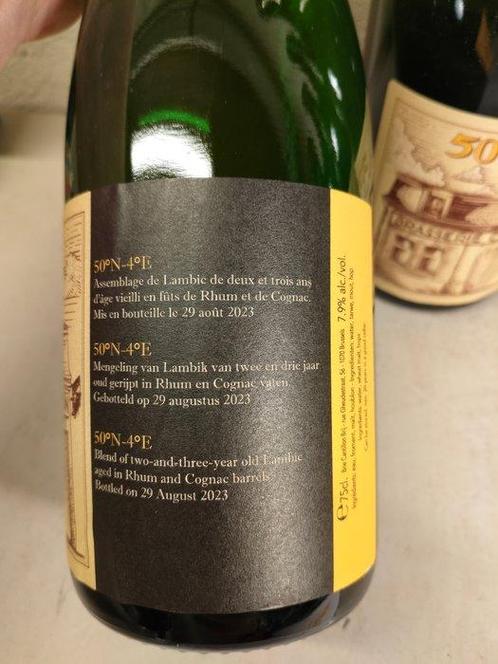 50°N-4°E
Assemblage de Lambic de deux et trois ans
d'âge vieilli en fûts de Rhum et de Cognac.
Mis en bouteille le 29 août 2023
50°N-4°E
Mengeling van Lambik van twee en drie jaar
oud gerijpt in Rhum en Cognac vaten.
Gebotteld op 29 augustus 2023
50°N-4°E
Blend of two-and-three-year old Lambic
aged in Rhum and Cognac barrels
Bottled on 29 August 2023
e 75cl. 7.9% alc./vol.
50
BRASSERIE